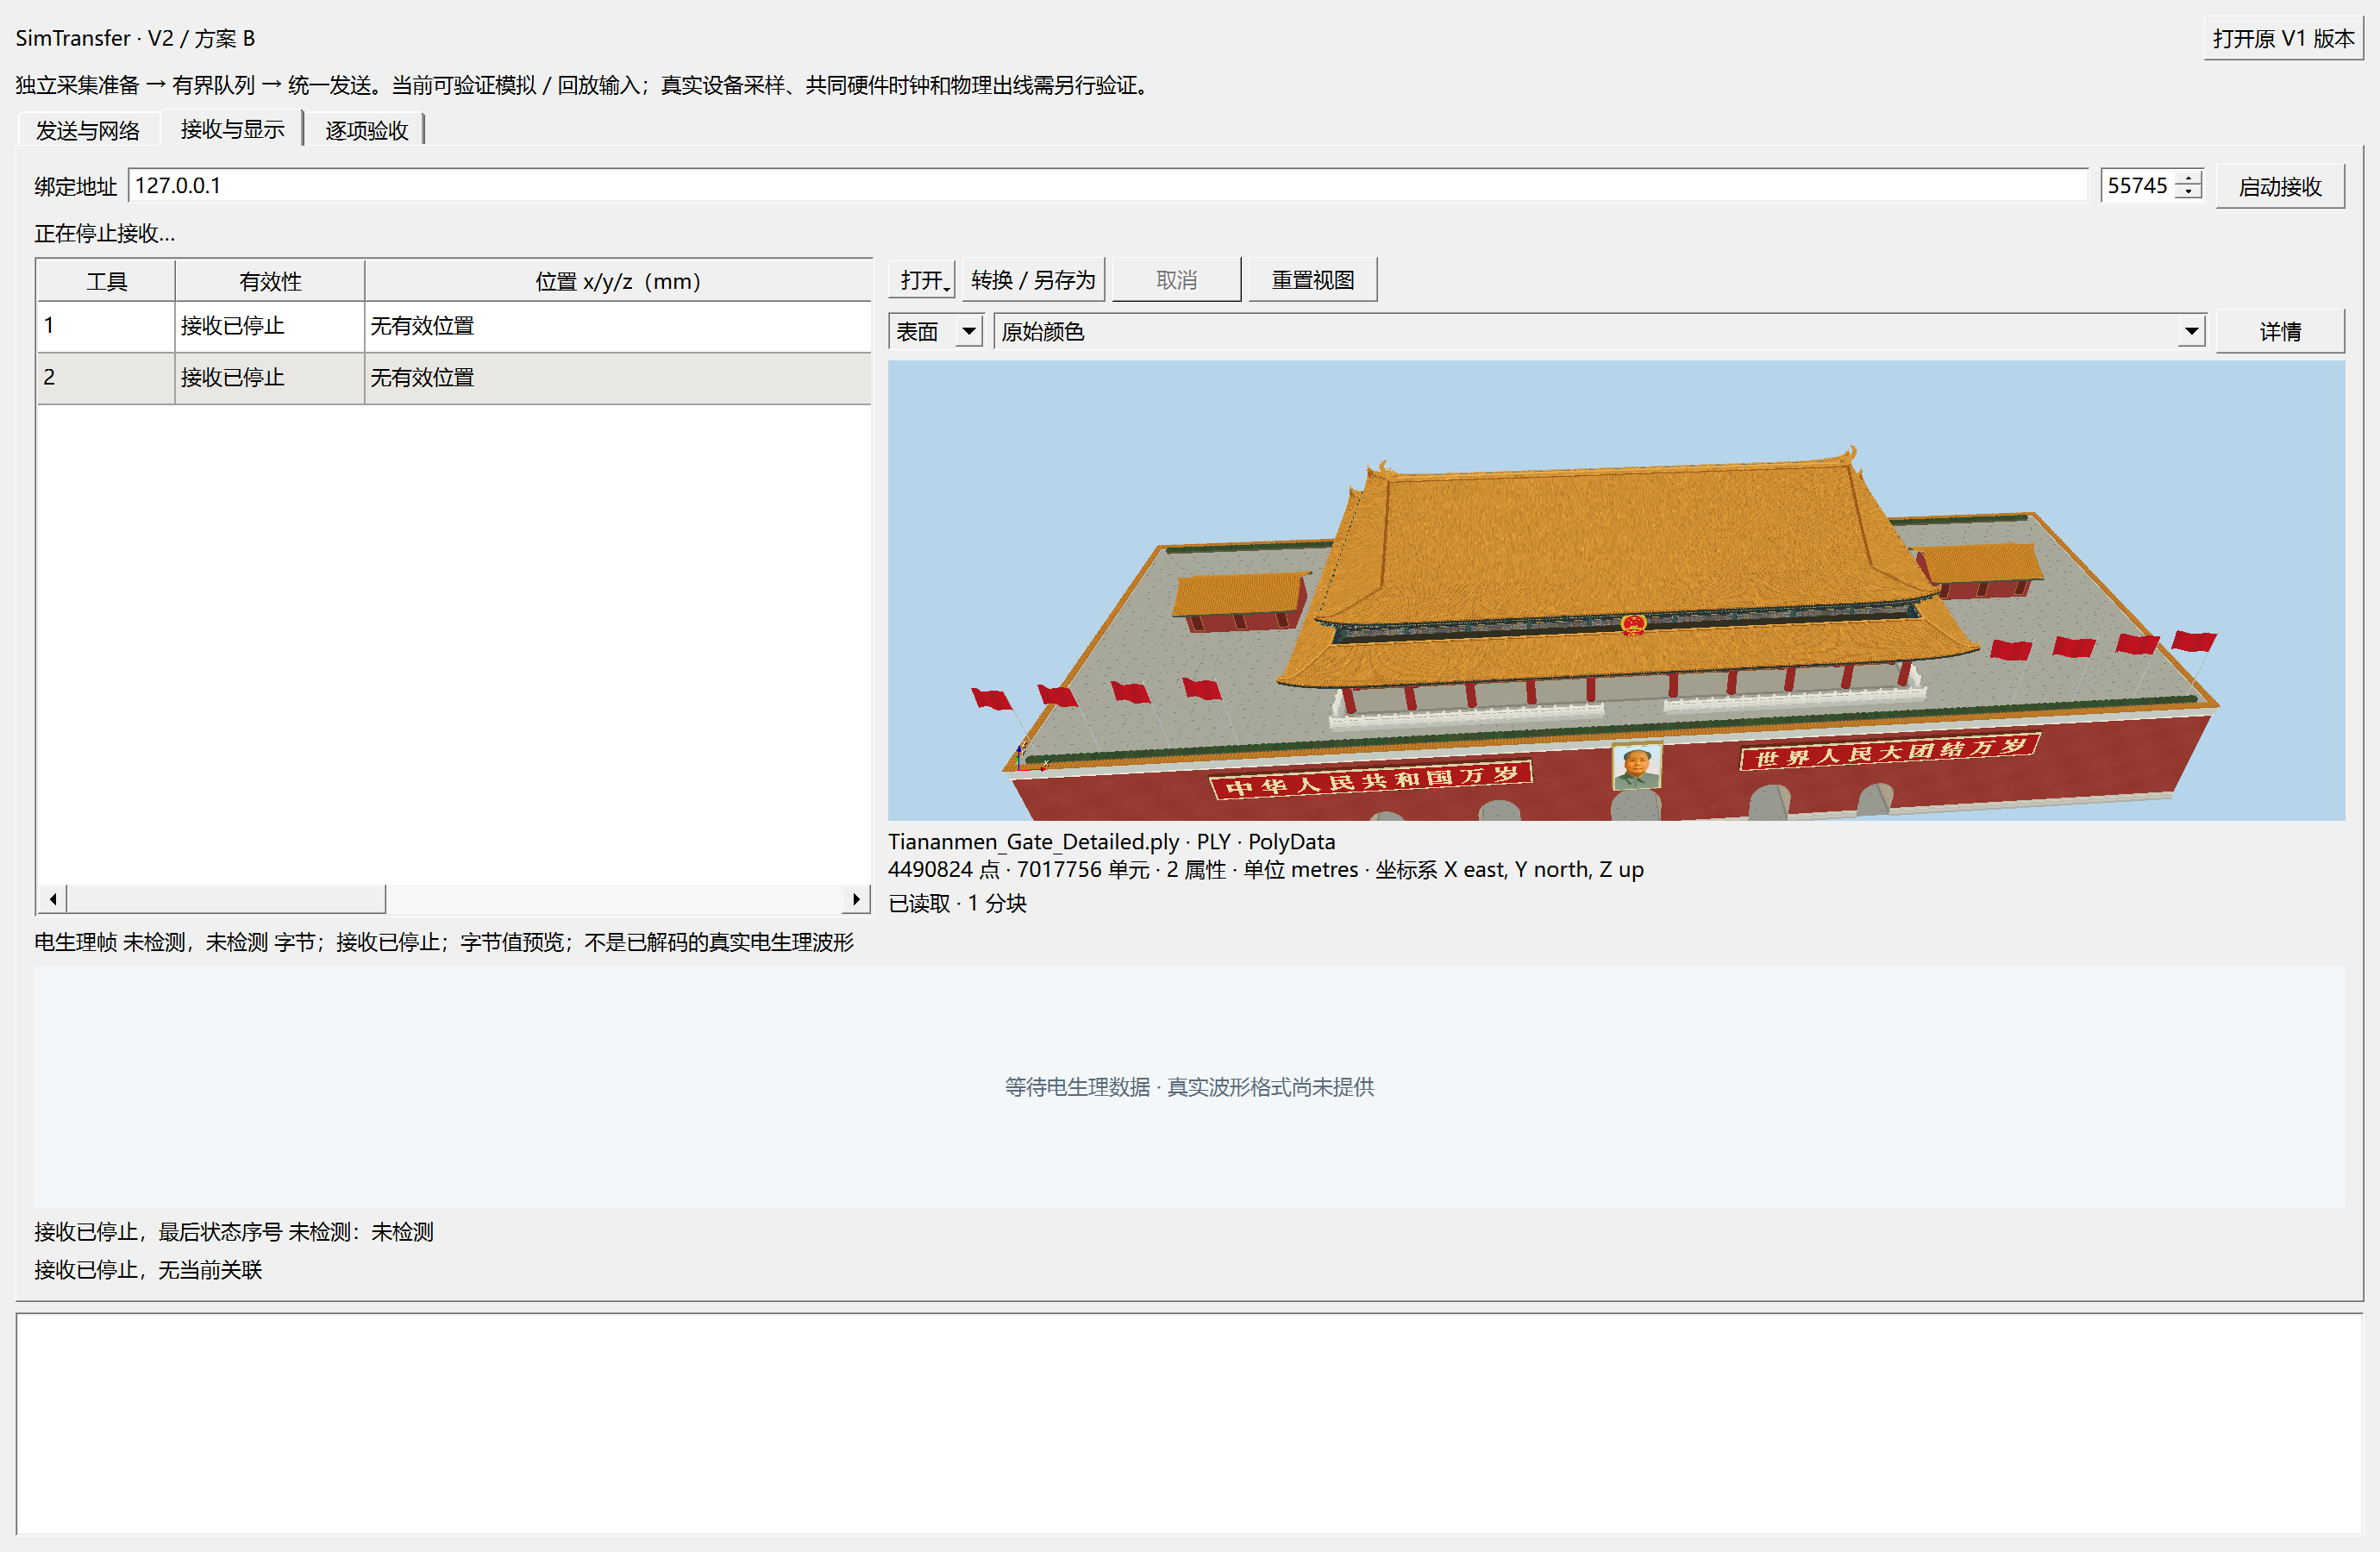 SimTransfer · V2 / 方案 B
打开原 V1 版本
独立采集准备 → 有界队列 → 统一发送。当前可验证模拟 / 回放输入；真实设备采样、共同硬件时钟和物理出线需另行验证。
发送与网络 接收与显示 逐项验收
绑定地址 127.0.0.1 55745 启动接收
正在停止接收...
工具 有效性 位置 x/y/z（mm）
1 接收已停止 无有效位置
2 接收已停止 无有效位置
打开 转换 / 另存为 取消 重置视图
表面 原始颜色 详情
中华人民共和国万岁
世界人民大团结万岁
Tiananmen_Gate_Detailed.ply · PLY · PolyData
4490824 点 · 7017756 单元 · 2 属性 · 单位 metres · 坐标系 X east, Y north, Z up
已读取 · 1 分块
电生理帧 未检测，未检测 字节；接收已停止；字节值预览；不是已解码的真实电生理波形
等待电生理数据 · 真实波形格式尚未提供
接收已停止，最后状态序号 未检测：未检测
接收已停止，无当前关联